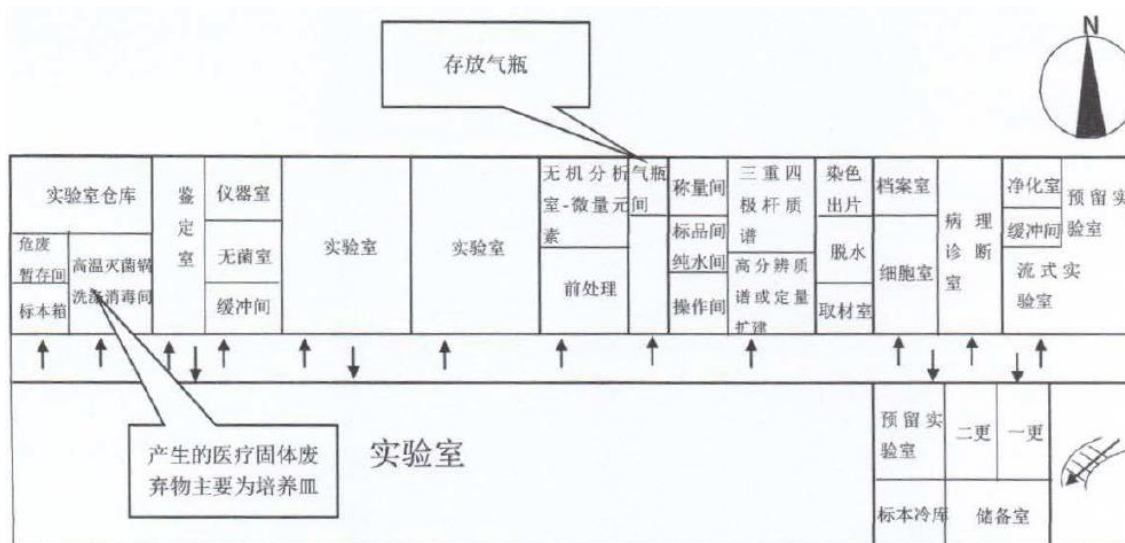 N
存放气瓶
实验室仓库
危废
暂存间
标本箱
高温灭菌锅
洗涤消毒间
鉴
定
室
仪器室
无菌室
缓冲间
实验室
实验室
无机分析
室-微量元
素
前处理
气瓶
间
称量间
标品间
纯水间
操作间
三重四
极杆质
谱
高分辨质
谱或定量
扩建
染色
出片
脱水
取材室
档案室
细胞室
病理
诊断
室
净化室
缓冲间
流式实
验室
预留实
验室
产生的医疗固体废
弃物主要为培养皿
实验室
预留实
验室
二更
一更
标本冷库
储备室